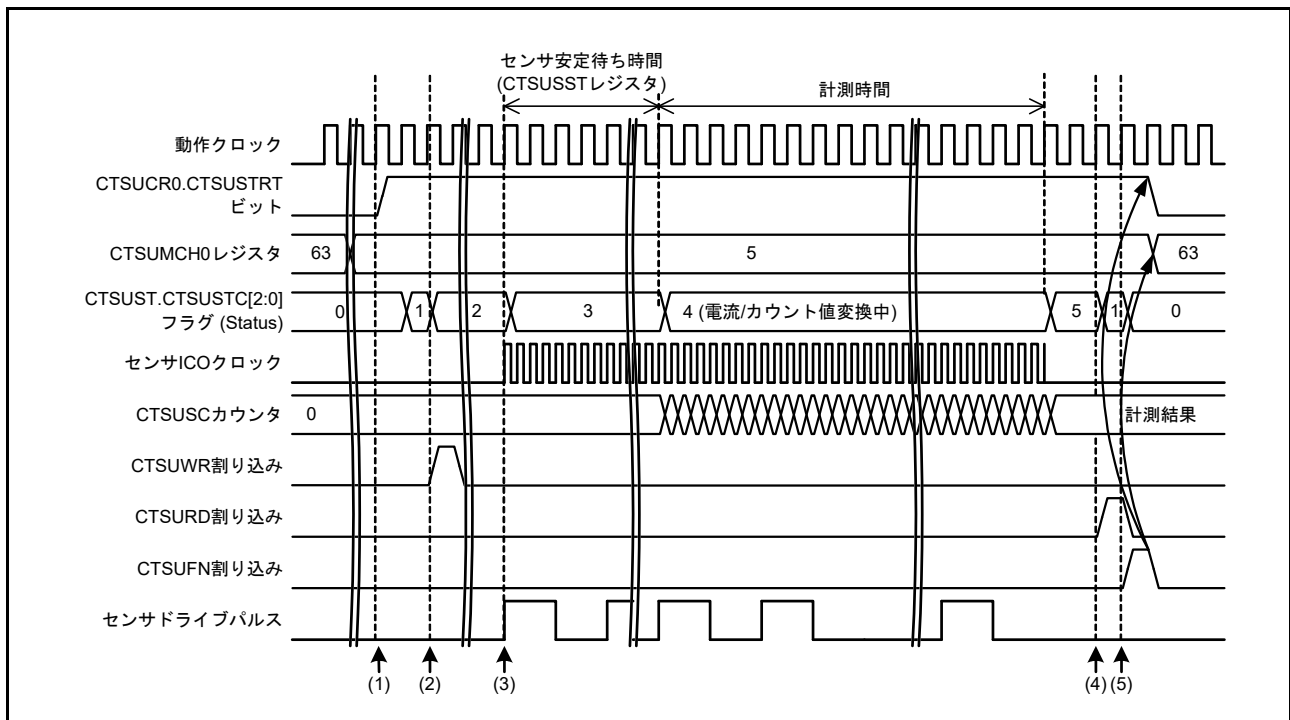 センサ安定待ち時間
(CTSUSSTレジスタ)
計測時間
動作クロック
CTSUCR0.CTSUSTRT
ビット
CTSUMCH0レジスタ
63
5
63
CTSUST.CTSUSTC[2:0]
フラグ (Status)
0
1
2
3
4 (電流/カウント値変換中)
5
1
0
センサICOクロック
CTSUSCカウンタ
0
計測結果
CTSUWR割り込み
CTSURD割り込み
CTSUFN割り込み
センサドライブパルス
(1)
(2)
(3)
(4)
(5)